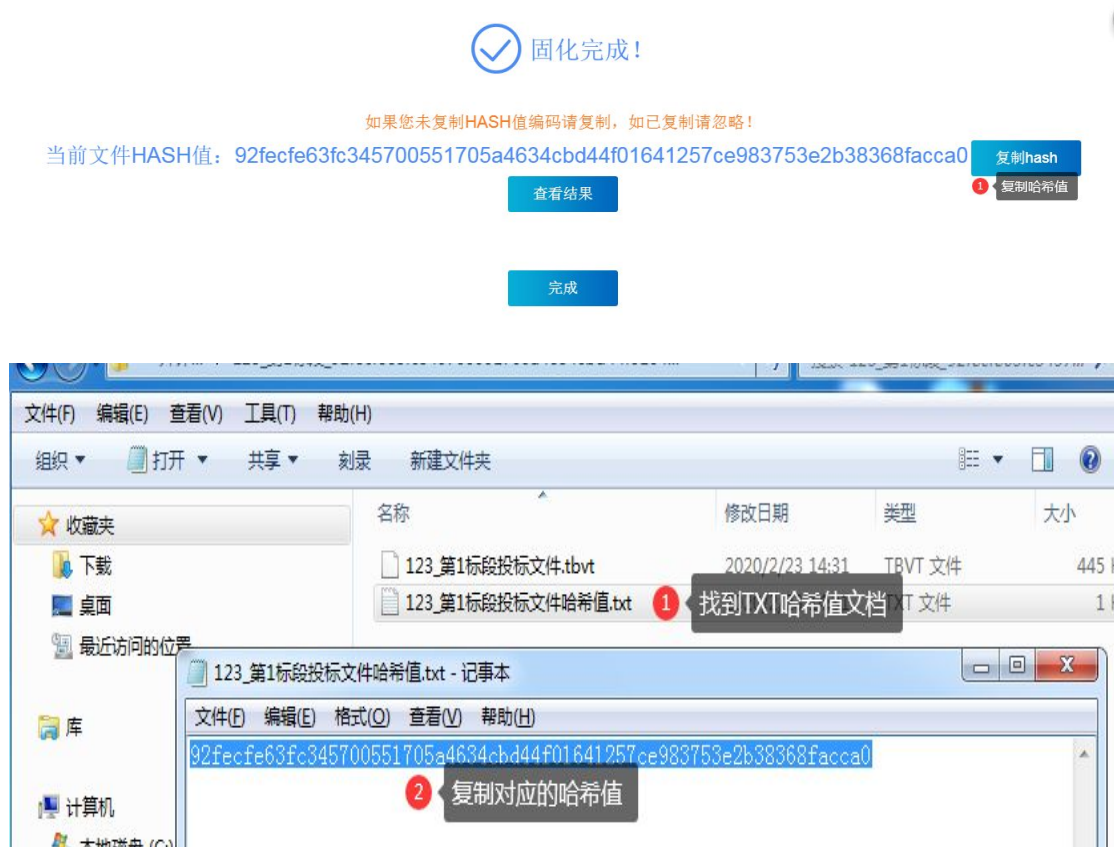 固化完成！
如果您未复制HASH值编码请复制，如已复制请忽略！
当前文件HASH值：92fecfe63fc345700551705a4634cbd44f01641257ce983753e2b38368facca0 复制hash
1 复制哈希值
查看结果
完成
文件(F) 编辑(E) 查看(V) 工具(T) 帮助(H)
组织 打开 共享 刻录 新建文件夹
名称 修改日期 类型 大小
收藏夹
下载
桌面
最近访问的位置
库
计算机
123_第1标段投标文件.tbvt 2020/2/23 14:31 TBVT 文件 445
123_第1标段投标文件哈希值.txt 1 找到TXT哈希值文档 文件 1
123_第1标段投标文件哈希值.txt - 记事本
文件(F) 编辑(E) 格式(O) 查看(V) 帮助(H)
92fecfe63fc345700551705a4634cbd44f01641257ce983753e2b38368facca0
2 复制对应的哈希值